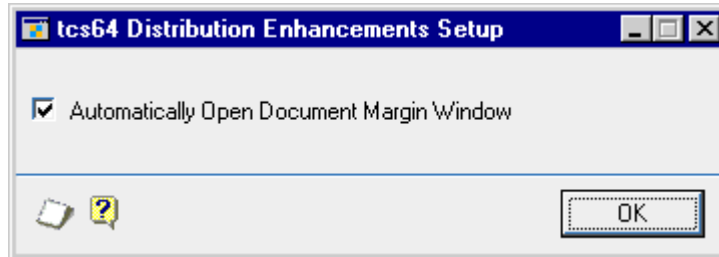 tcs64 Distribution Enhancements Setup
Automatically Open Document Margin Window
OK